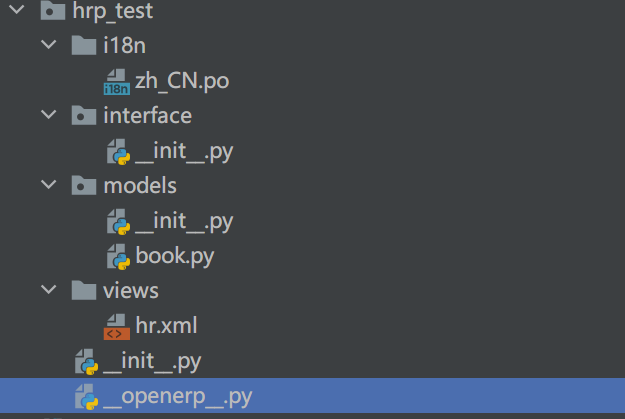 hrp_test
i18n
i18n zh_CN.po
interface
__init__.py
models
__init__.py
book.py
views
<> hr.xml
__init__.py
__openerp__.py